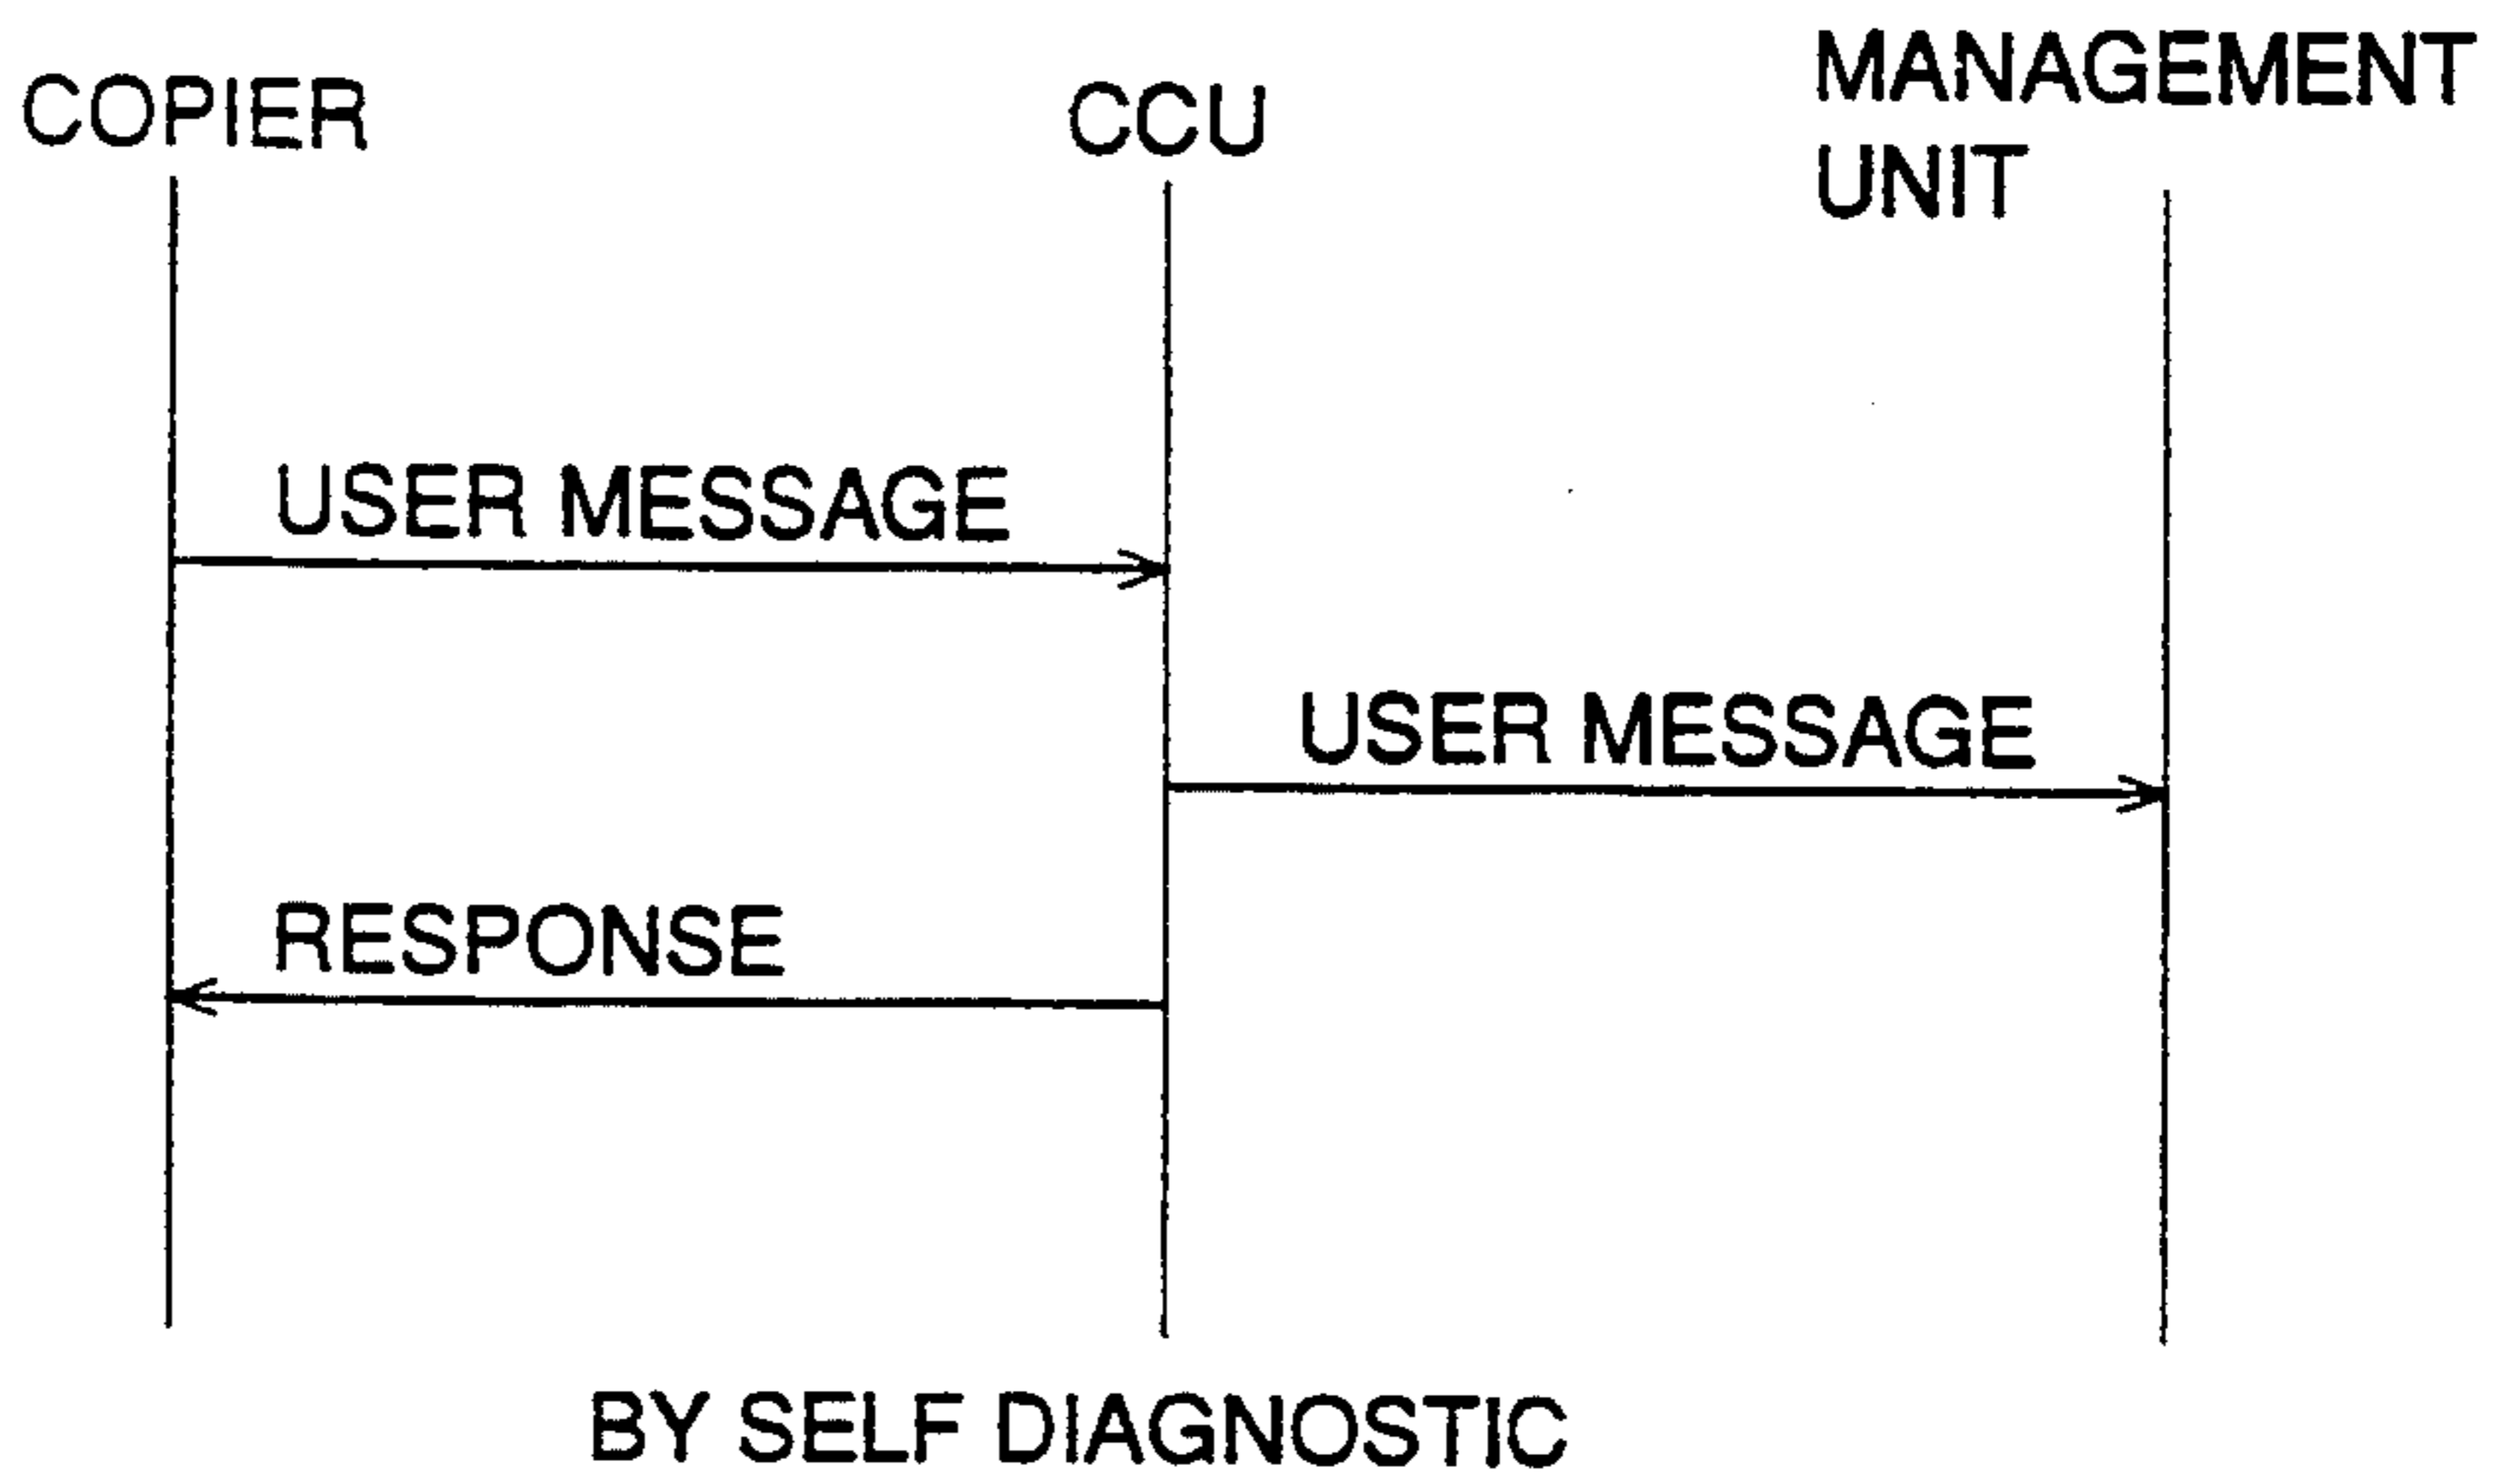 COPIER
CCU
MANAGEMENT
UNIT
USER MESSAGE
USER MESSAGE
RESPONSE
BY SELF DIAGNOSTIC